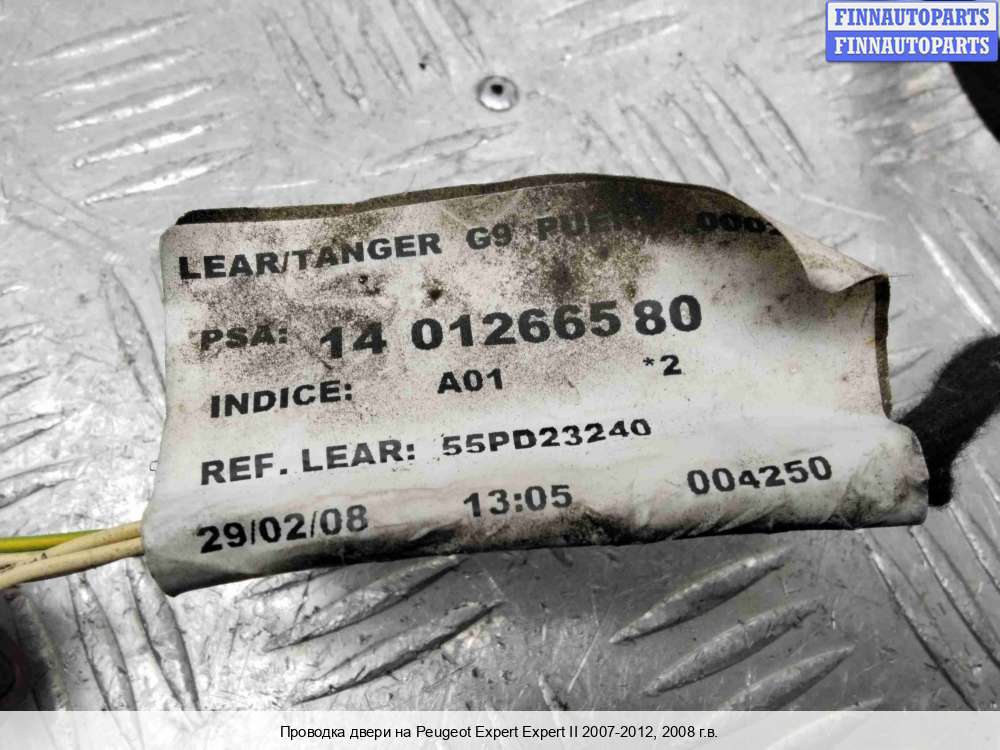 FINNAUTOPARTS
FINNAUTOPARTS
LEAR/TANGER G9
PSA: 14 01266580
INDICE: A01 *2
REF. LEAR: 55PD23240
29/02/08 13:05 004250
Проводка двери на Peugeot Expert Expert II 2007-2012, 2008 г.в.